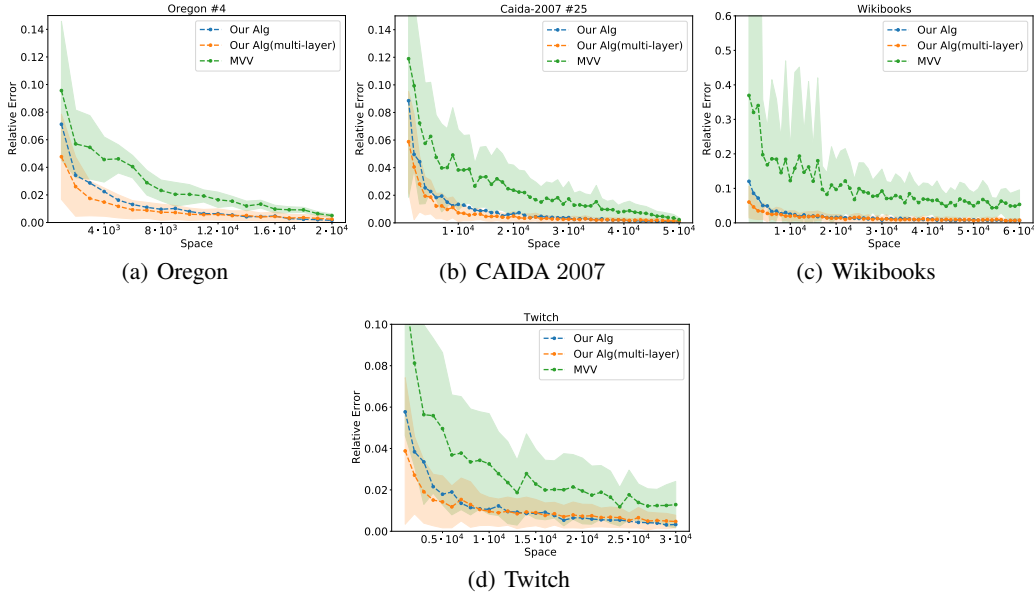 Oregon #4
Relative Error
0.14
0.12
0.10
0.08
0.06
0.04
0.02
0.00
Our Alg
Our Alg(multi-layer)
MVV
4·10³ 8·10³ 1.2·10⁴ 1.6·10⁴ 2·10⁴
Space
(a) Oregon
Caida-2007 #25
Relative Error
0.14
0.12
0.10
0.08
0.06
0.04
0.02
0.00
Our Alg
Our Alg(multi-layer)
MVV
1·10⁴ 2·10⁴ 3·10⁴ 4·10⁴ 5·10⁴
Space
(b) CAIDA 2007
Wikibooks
Relative Error
0.6
0.5
0.4
0.3
0.2
0.1
0.0
Our Alg
Our Alg(multi-layer)
MVV
1·10⁴ 2·10⁴ 3·10⁴ 4·10⁴ 5·10⁴ 6·10⁴
Space
(c) Wikibooks
Twitch
Relative Error
0.10
0.08
0.06
0.04
0.02
0.00
Our Alg
Our Alg(multi-layer)
MVV
0.5·10⁴ 1·10⁴ 1.5·10⁴ 2·10⁴ 2.5·10⁴ 3·10⁴
Space
(d) Twitch